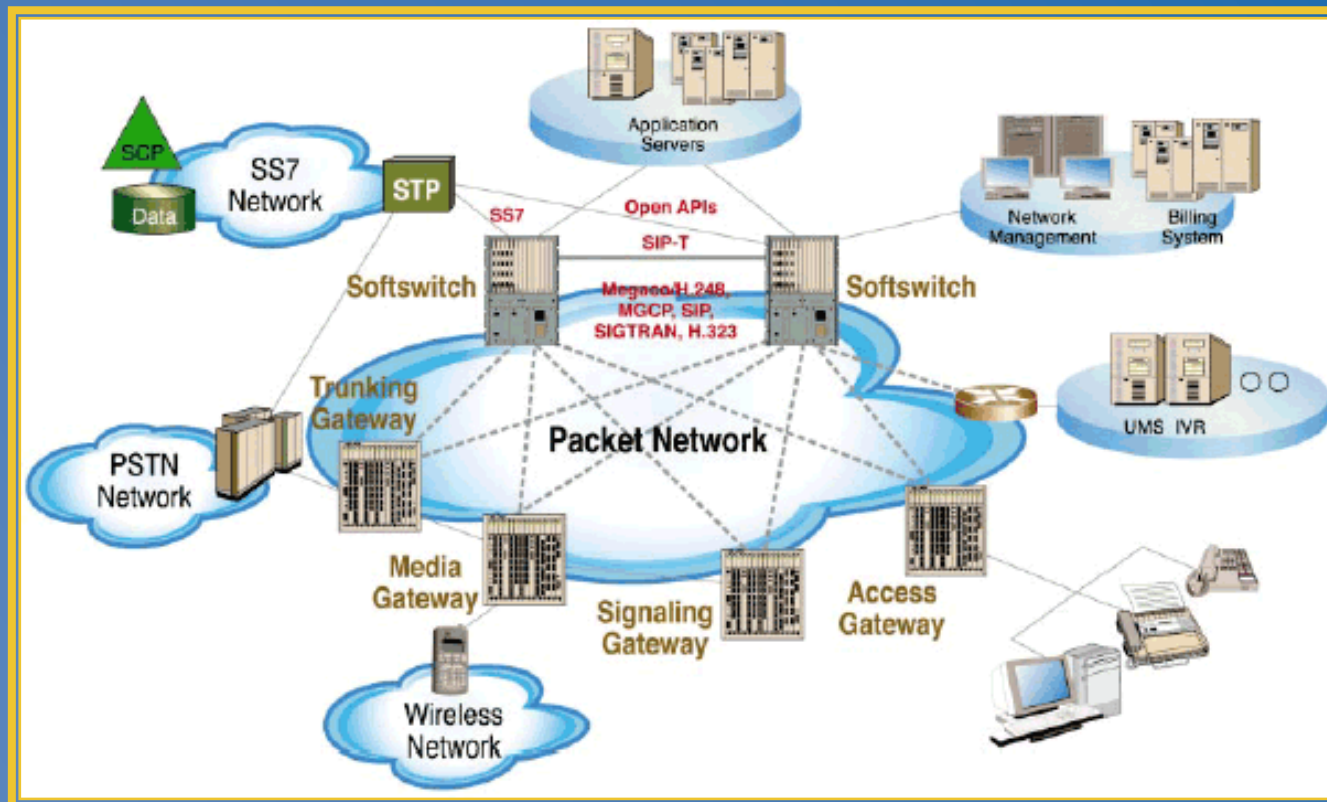 Application
Servers
SCP
SS7
Network
STP
Data
SS7
Open APIs
Network
Management
Billing
System
SIP-T
Softswitch
Softswitch
Megaco/H.248,
MGCP, SIP,
SIGTRAN, H.323
Trunking
Gateway
UMS IVR
Packet Network
PSTN
Network
Media
Gateway
Signaling
Gateway
Access
Gateway
Wireless
Network